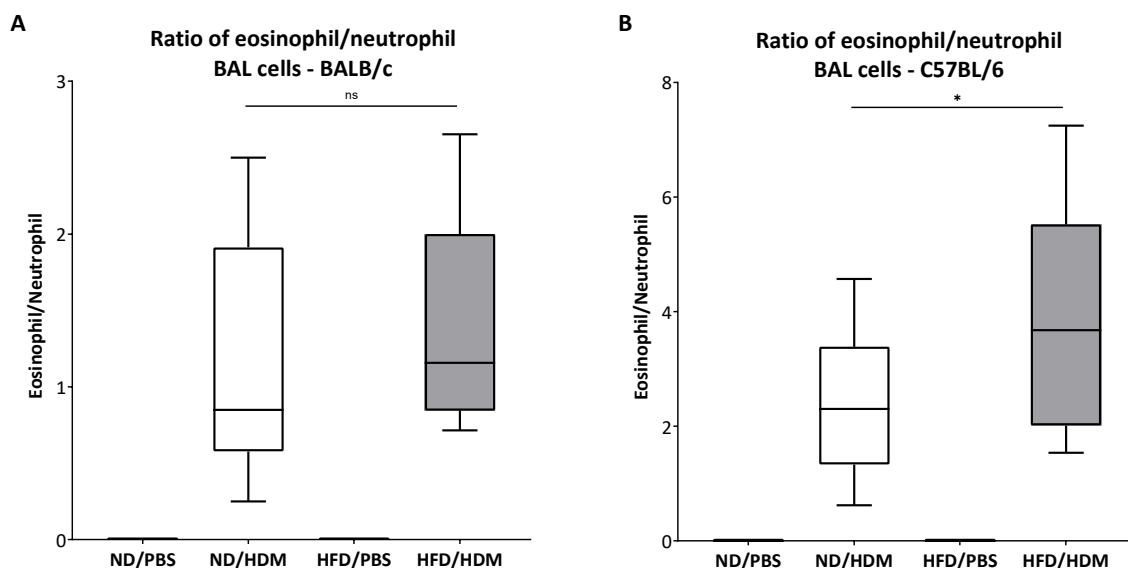 A
Ratio of eosinophil/neutrophil
BAL cells - BALB/c
3
ns
2
1
0
Eosinophil/Neutrophil
ND/PBS
ND/HDM
HFD/PBS
HFD/HDM
B
Ratio of eosinophil/neutrophil
BAL cells - C57BL/6
8
*
6
4
2
0
Eosinophil/Neutrophil
ND/PBS
ND/HDM
HFD/PBS
HFD/HDM